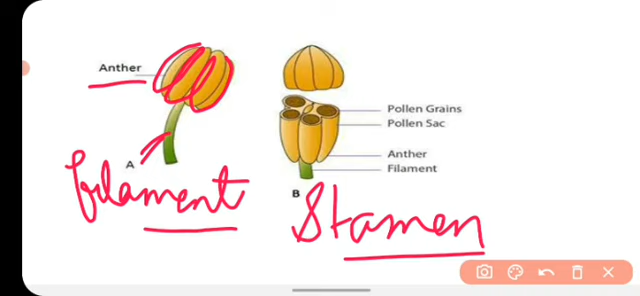 Anther
Pollen Grains
Pollen Sac
Anther
Filament
A
B
filament
Stamen